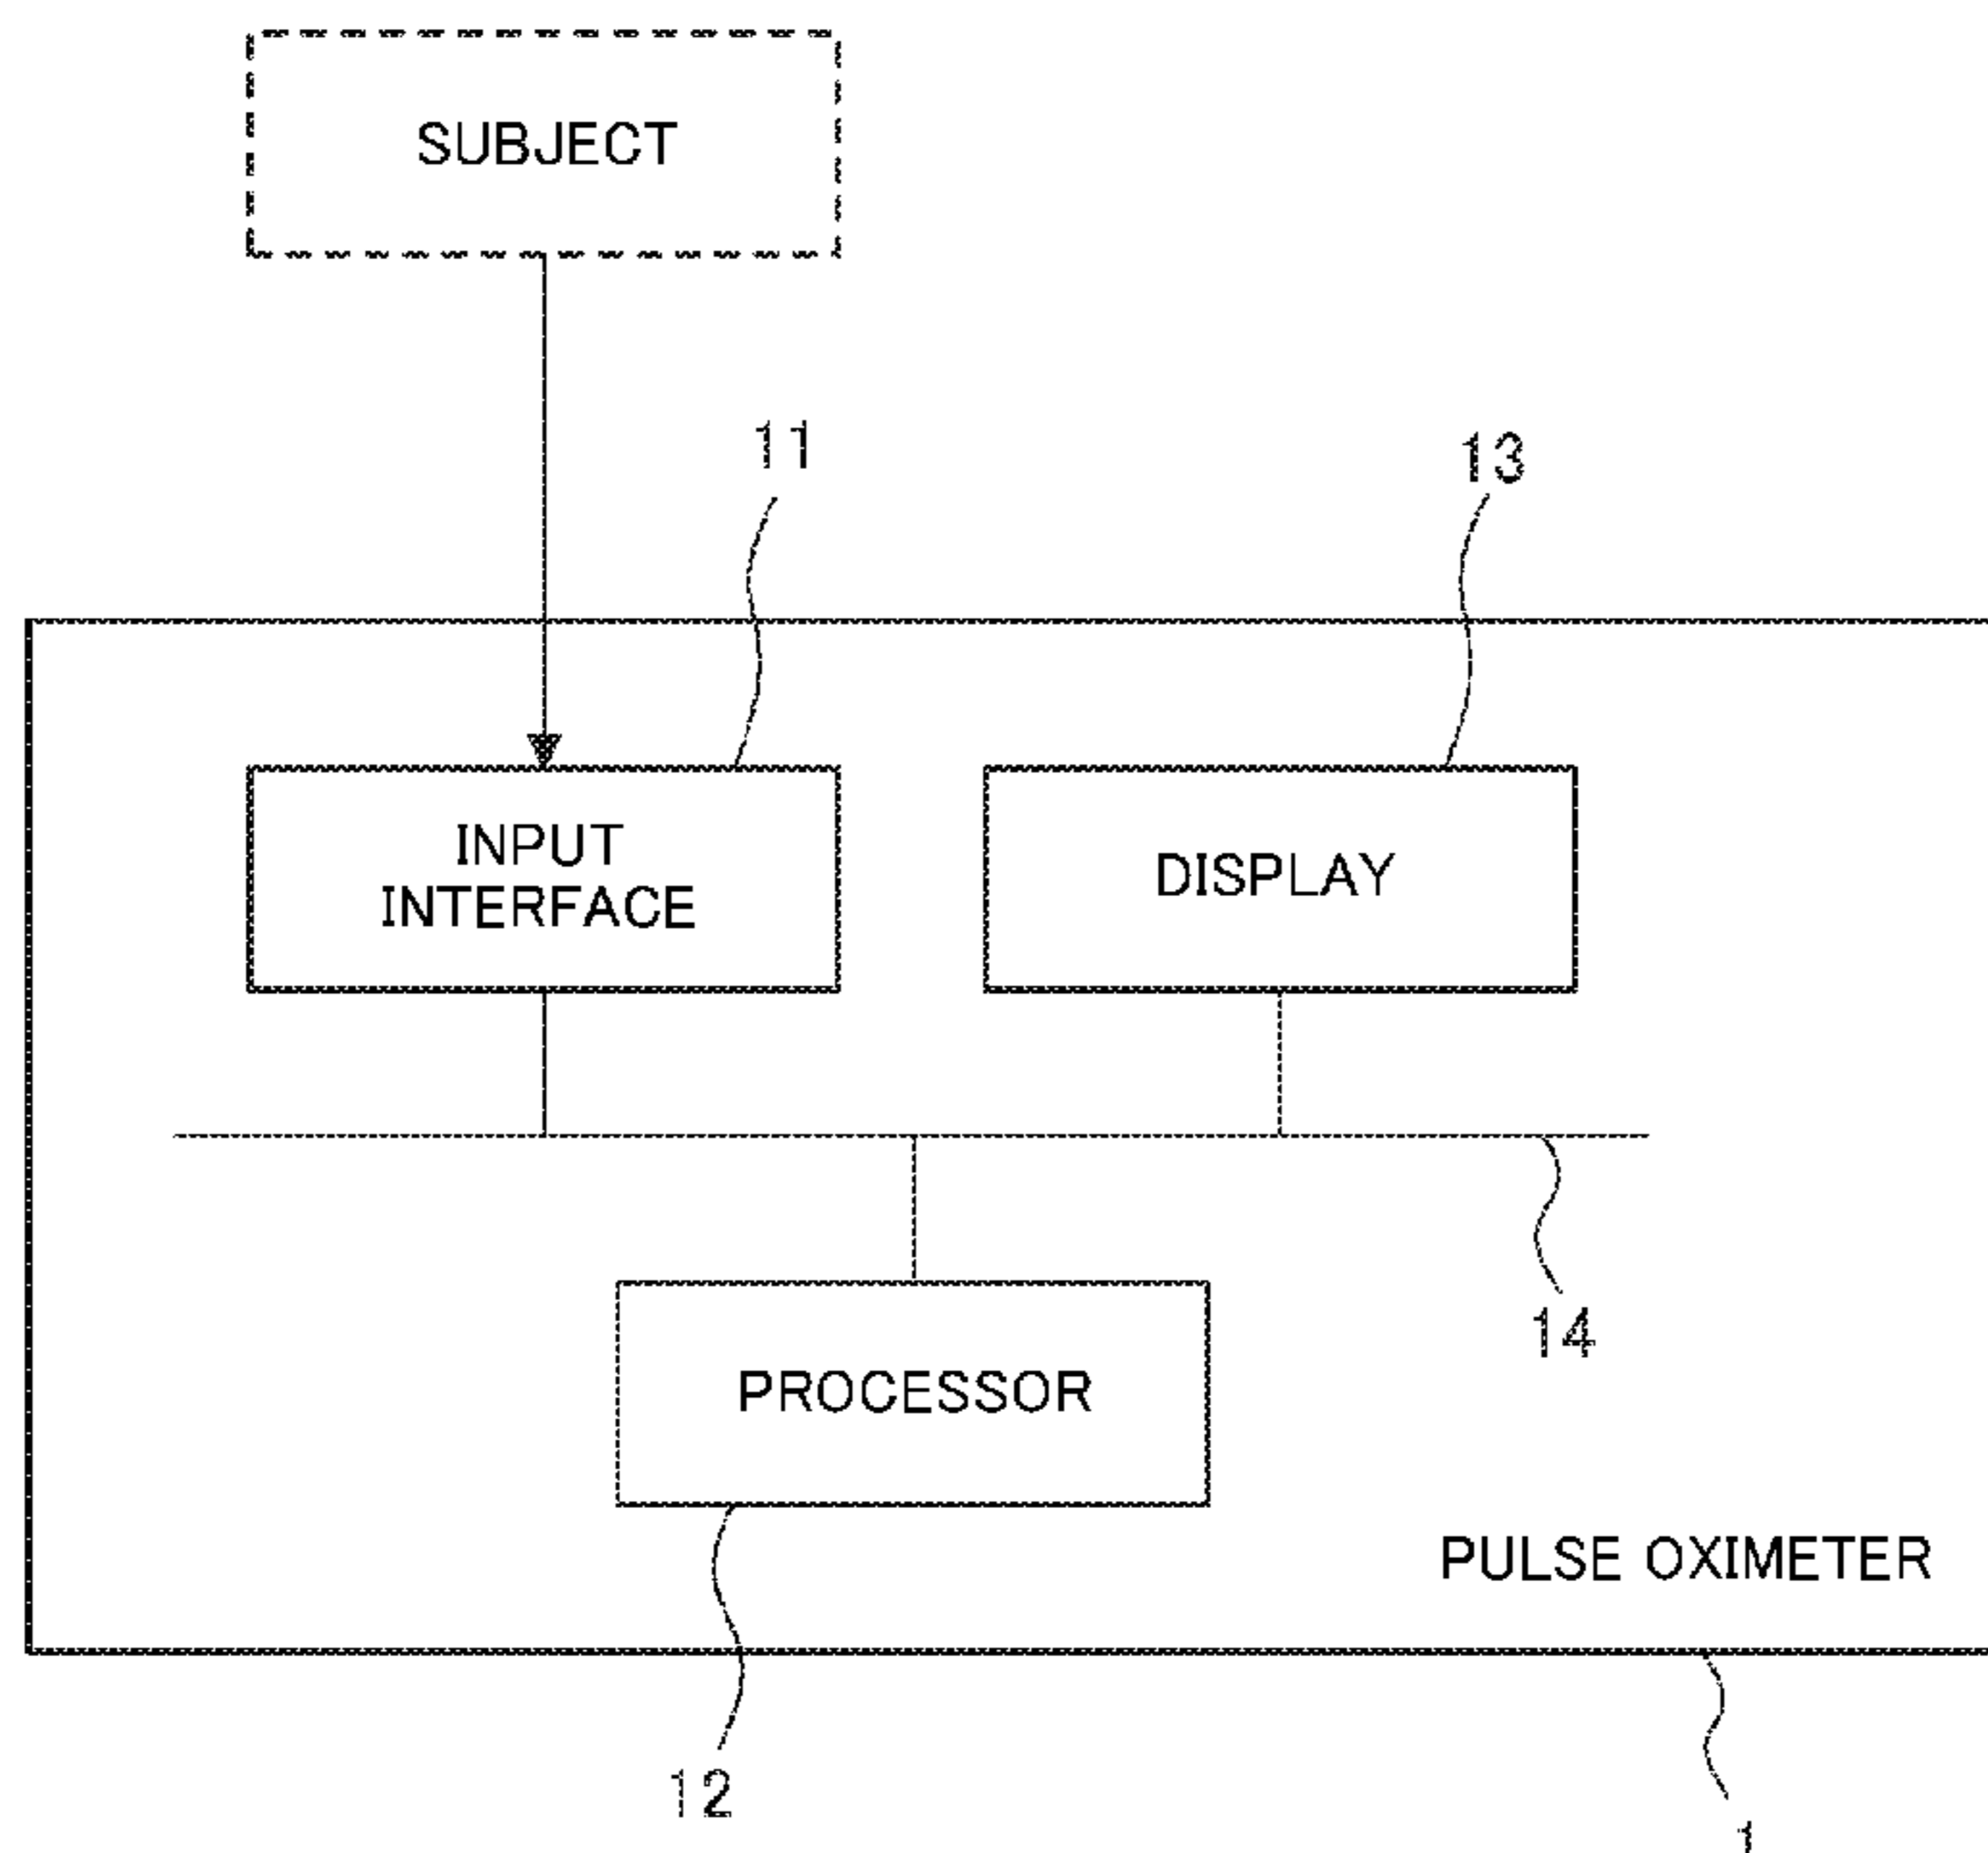 SUBJECT
11
13
INPUT
INTERFACE
DISPLAY
14
PROCESSOR
PULSE OXIMETER
12
1